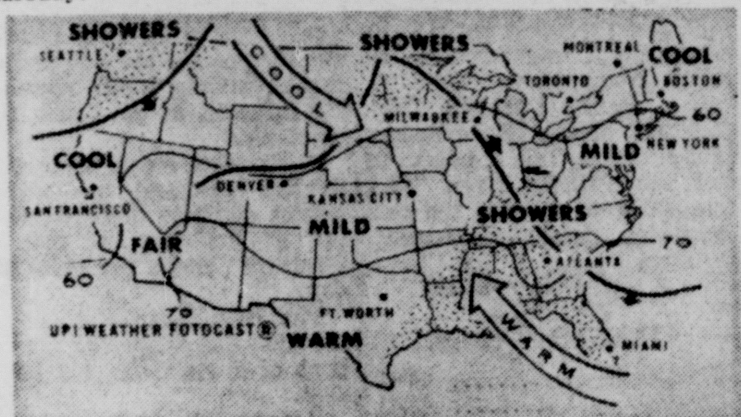 SHOWERS
SEATTLE
COOL
SHOWERS
MONTREAL
COOL
TORONTO
BOSTON
MILWAUKEE
60
NEW YORK
COOL
MILD
DENVER
KANSAS CITY
SAN FRANCISCO
SHOWERS
MILD
FAIR
70
ATLANTA
60
70
FT. WORTH
UPI WEATHER FOTOCAST ®
WARM
WARM
MIAMI